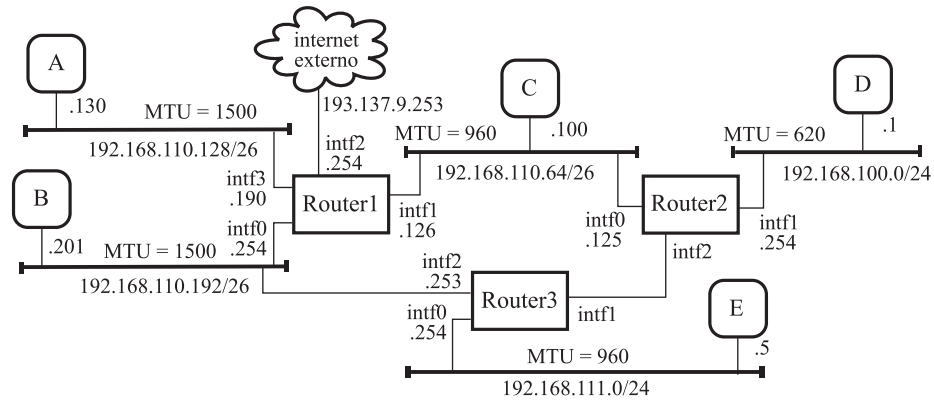 internet
externo
A
.130
MTU = 1500
192.168.110.128/26
193.137.9.253
intf2
.254
intf3
.190
Router1
intf0
.254
intf1
.126
B
.201
MTU = 1500
192.168.110.192/26
C
.100
MTU = 960
192.168.110.64/26
D
.1
MTU = 620
192.168.100.0/24
intf0
.125
Router2
intf1
.254
intf2
intf2
.253
Router3
intf0
.254
intf1
E
.5
MTU = 960
192.168.111.0/24